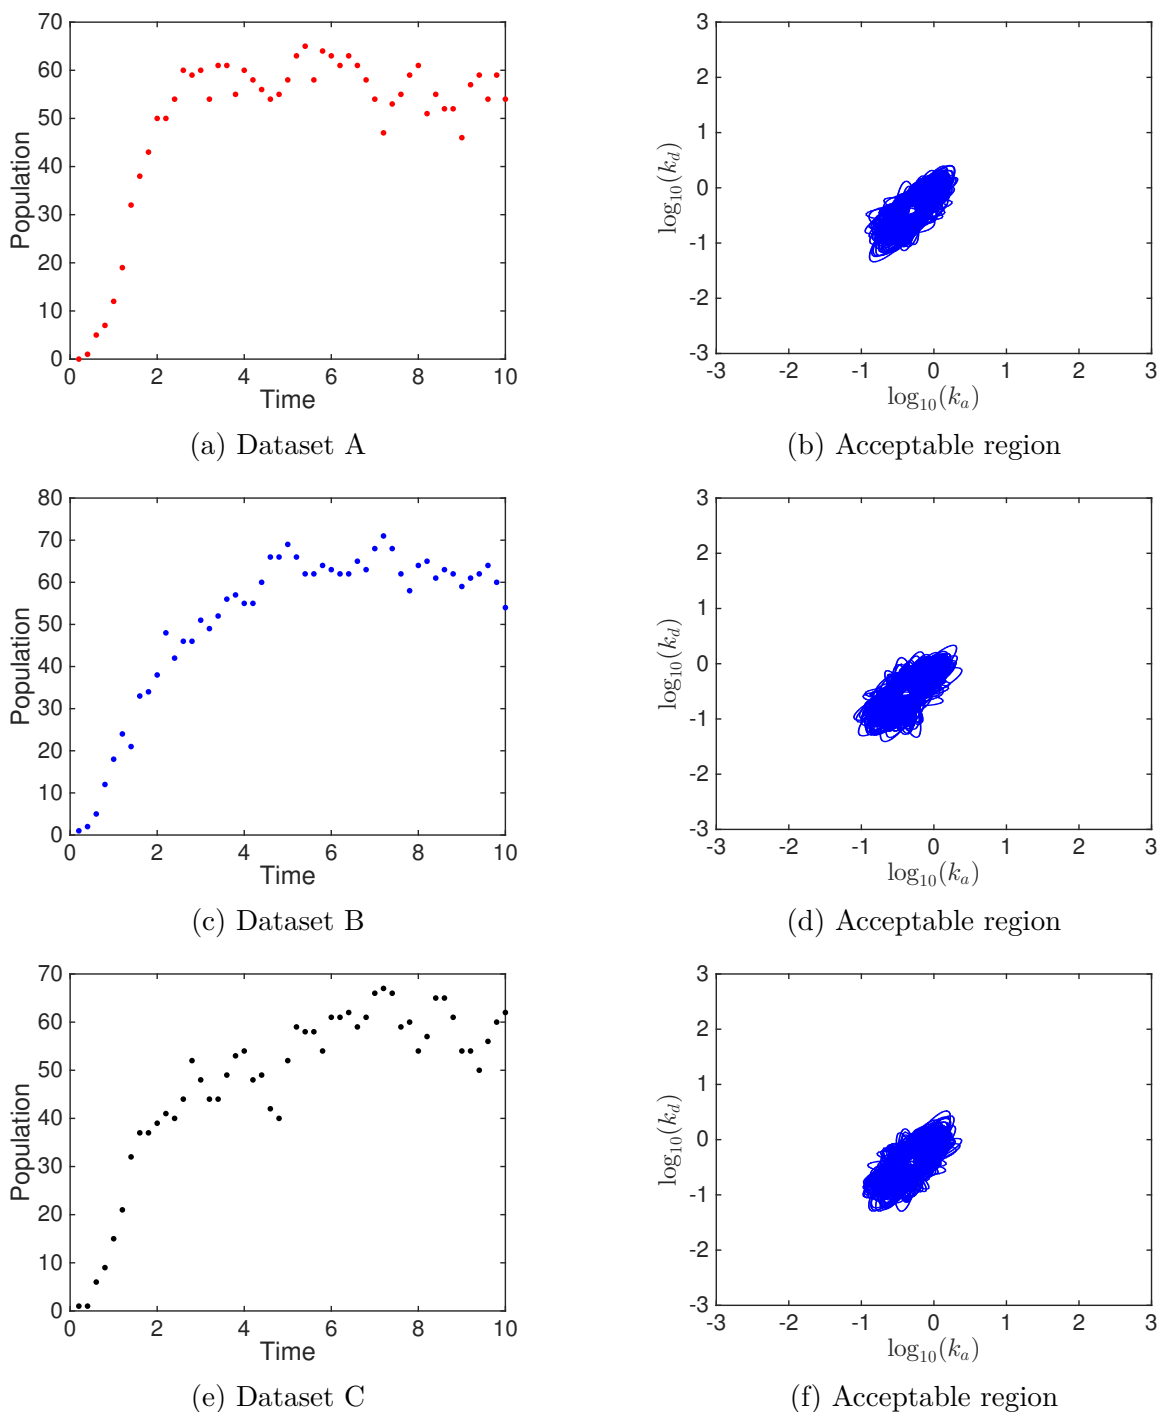 70
60
50
40
30
20
10
0
0 2 4 6 8 10
Population
Time
(a) Dataset A
3
2
1
0
-1
-2
-3
-3 -2 -1 0 1 2 3
log10(kd)
log10(ka)
(b) Acceptable region
80
70
60
50
40
30
20
10
0
0 2 4 6 8 10
Population
Time
(c) Dataset B
3
2
1
0
-1
-2
-3
-3 -2 -1 0 1 2 3
log10(kd)
log10(ka)
(d) Acceptable region
70
60
50
40
30
20
10
0
0 2 4 6 8 10
Population
Time
(e) Dataset C
3
2
1
0
-1
-2
-3
-3 -2 -1 0 1 2 3
log10(kd)
log10(ka)
(f) Acceptable region